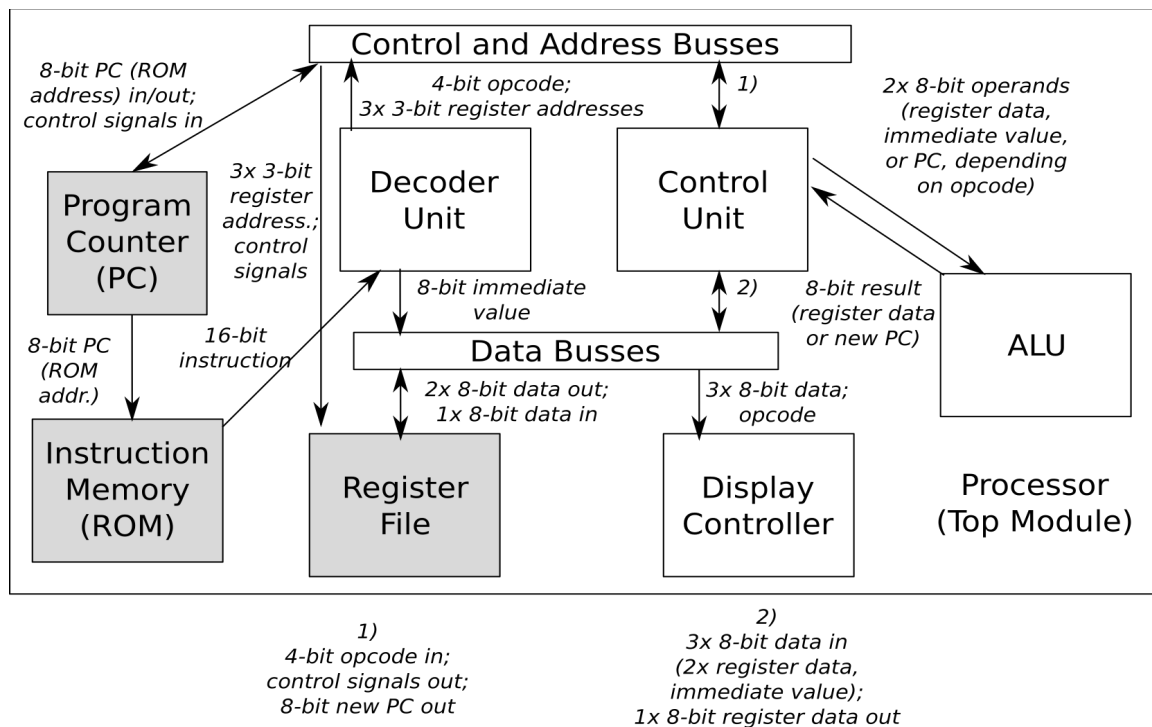 Control and Address Busses
8-bit PC (ROM
address) in/out;
control signals in
4-bit opcode;
3x 3-bit register addresses
1)
2x 8-bit operands
(register data,
immediate value,
or PC, depending
on opcode)
Program
Counter
(PC)
3x 3-bit
register
address.;
control
signals
Decoder
Unit
Control
Unit
8-bit immediate
value
2)
8-bit result
(register data
or new PC)
ALU
8-bit PC
(ROM
addr.)
16-bit
instruction
Data Busses
2x 8-bit data out;
1x 8-bit data in
3x 8-bit data;
opcode
Instruction
Memory
(ROM)
Register
File
Display
Controller
Processor
(Top Module)
1)
4-bit opcode in;
control signals out;
8-bit new PC out
2)
3x 8-bit data in
(2x register data,
immediate value);
1x 8-bit register data out